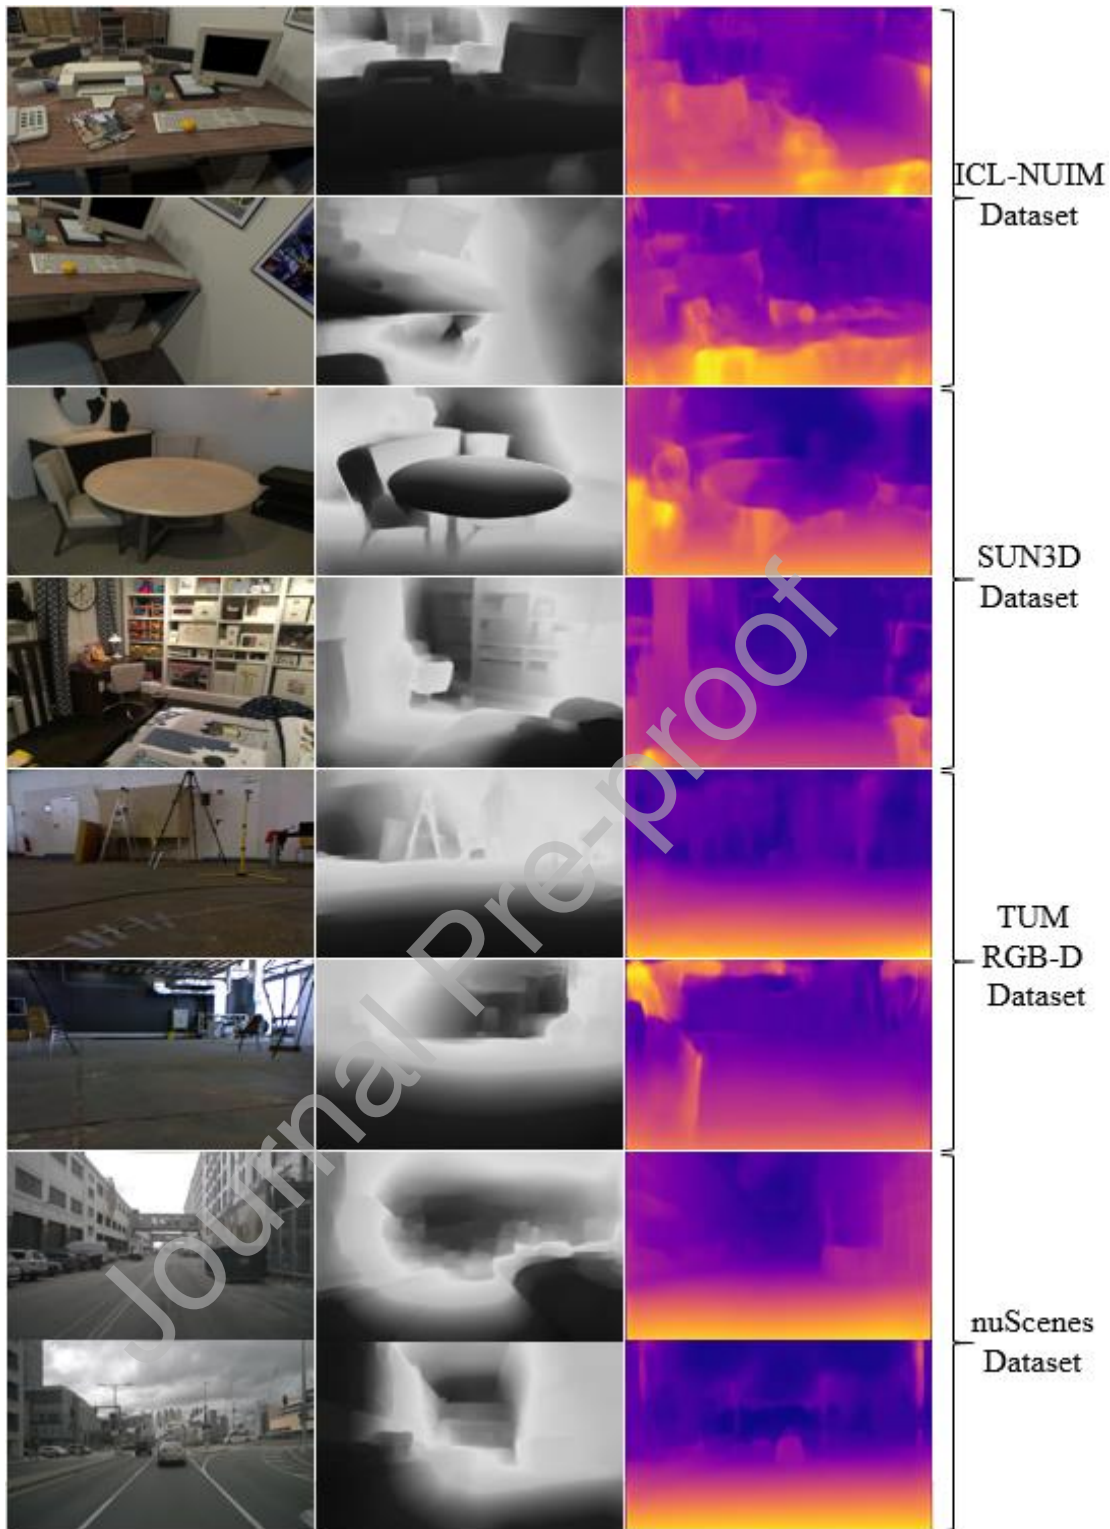 ICL-NUIM
Dataset
SUN3D
Dataset
Journal Pre-proof
TUM
RGB-D
Dataset
nuScenes
Dataset